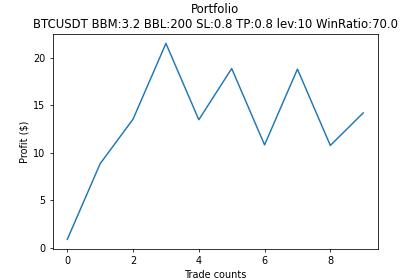 Portfolio
BTCUSDT BBM:3.2 BBL:200 SL:0.8 TP:0.8 lev:10 WinRatio:70.0
20
15
10
5
0
Profit ($)
0 2 4 6 8
Trade counts